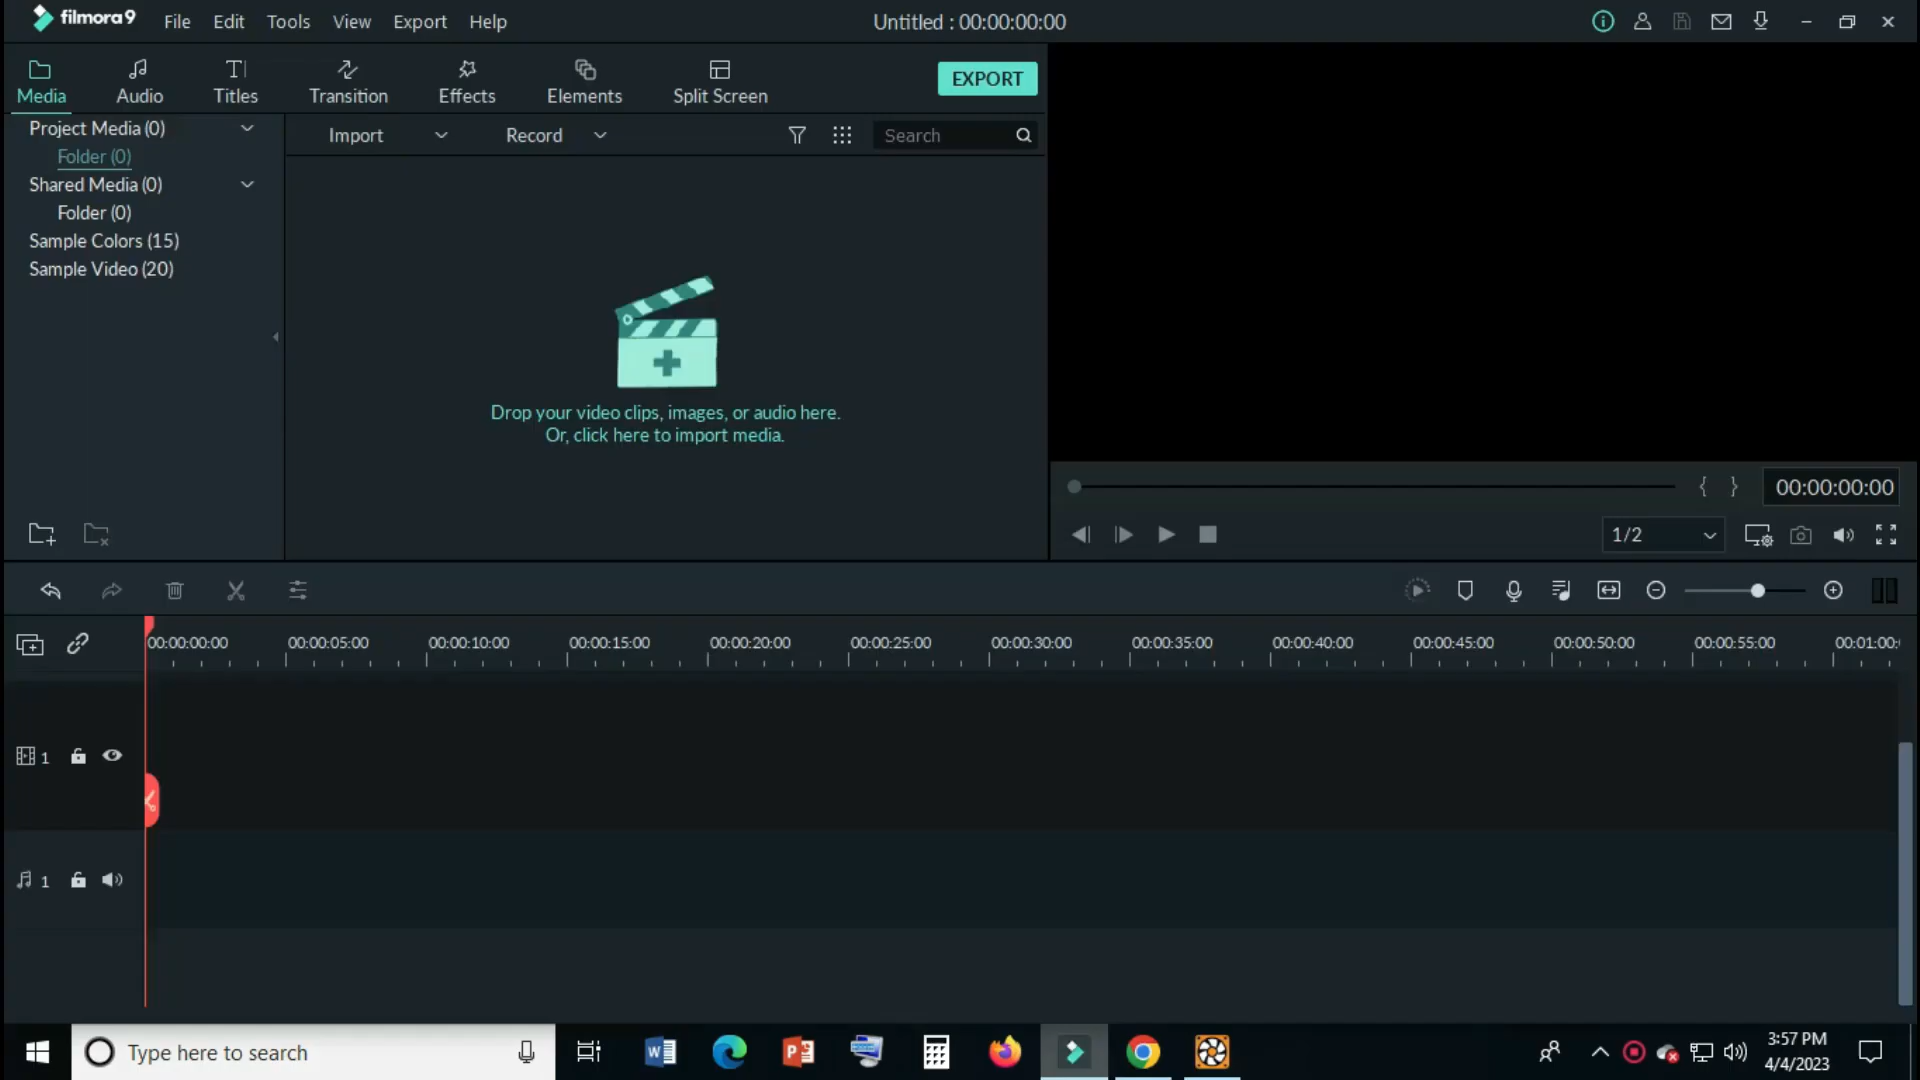 filmora9 File Edit Tools View Export Help Untitled : 00:00:00:00
Media Audio Titles Transition Effects Elements Split Screen EXPORT
Project Media (0)
Folder (0)
Shared Media (0)
Folder (0)
Sample Colors (15)
Sample Video (20)
Import Record Search
Drop your video clips, images, or audio here.
Or, click here to import media.
{ } 00:00:00:00
1/2
00:00:00:00 00:00:05:00 00:00:10:00 00:00:15:00 00:00:20:00 00:00:25:00 00:00:30:00 00:00:35:00 00:00:40:00 00:00:45:00 00:00:50:00 00:00:55:00 00:01:00:
1
1
Type here to search
3:57 PM
4/4/2023